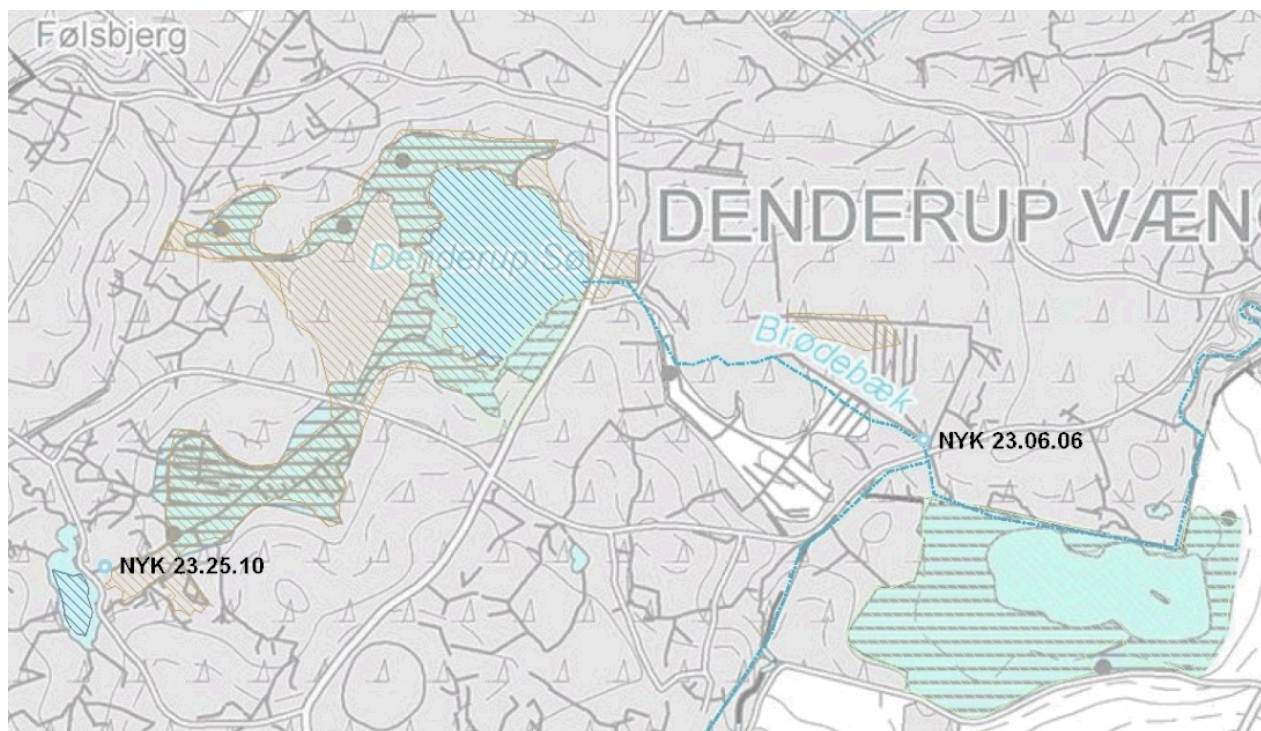 Følsbjerg
DENDERUP VÆN
Denderup Sø
Brødebæk
NYK 23.06.06
NYK 23.25.10